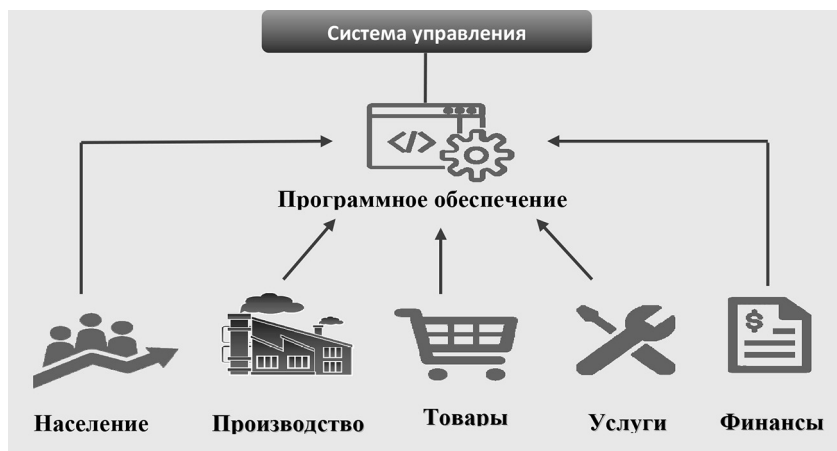 Система управления
</>
Программное обеспечение
$
Население
Производство
Товары
Услуги
Финансы